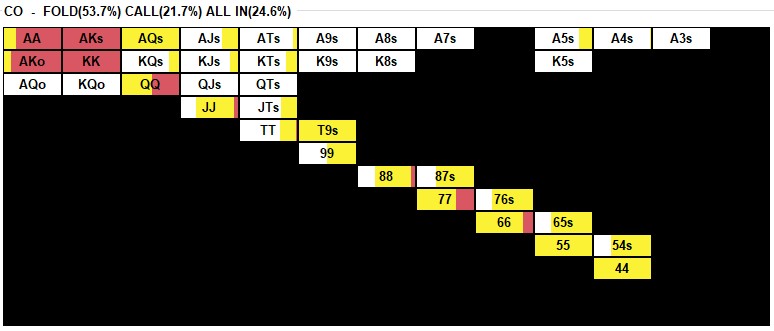 CO - FOLD(53.7%) CALL(21.7%) ALL IN(24.6%)
AA AKs AQs AJs ATs A9s A8s A7s A5s A4s A3s
AKo KK KQs KJs KTs K9s K8s K5s
AQo KQo QQ QJs QTs
JJ JTs
TT T9s
99
88 87s
77 76s
66 65s
55 54s
44